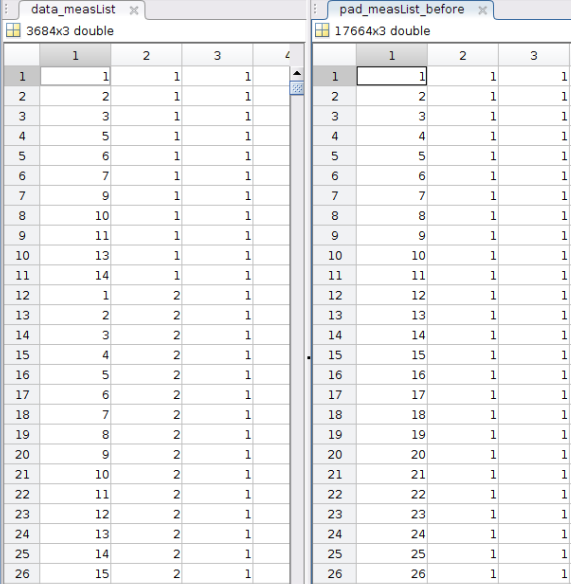 data_measList ×
3684x3 double
1 2 3 4
1 1 1 1
2 2 1 1
3 3 1 1
4 5 1 1
5 6 1 1
6 7 1 1
7 9 1 1
8 10 1 1
9 11 1 1
10 13 1 1
11 14 1 1
12 1 2 1
13 2 2 1
14 3 2 1
15 4 2 1
16 5 2 1
17 6 2 1
18 7 2 1
19 8 2 1
20 9 2 1
21 10 2 1
22 11 2 1
23 12 2 1
24 13 2 1
25 14 2 1
26 15 2 1
pad_measList_before ×
17664x3 double
1 2 3
1 1 1 1
2 2 1 1
3 3 1 1
4 4 1 1
5 5 1 1
6 6 1 1
7 7 1 1
8 8 1 1
9 9 1 1
10 10 1 1
11 11 1 1
12 12 1 1
13 13 1 1
14 14 1 1
15 15 1 1
16 16 1 1
17 17 1 1
18 18 1 1
19 19 1 1
20 20 1 1
21 21 1 1
22 22 1 1
23 23 1 1
24 24 1 1
25 25 1 1
26 26 1 1